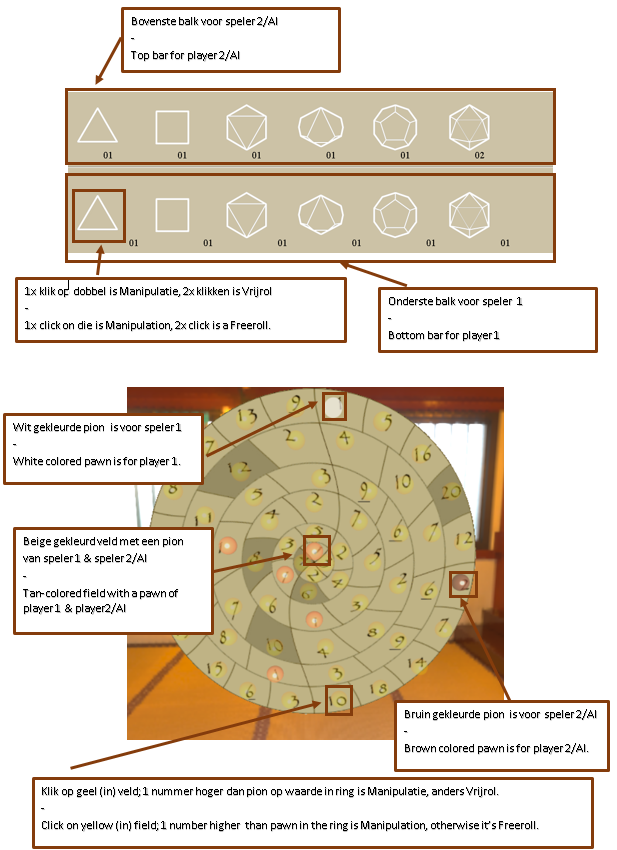 Bovenste balk voor speler 2/AI
-
Top bar for player 2/AI
01 01 01 01 01 02
01 01 01 01 01 01
1x klik op dobbel is Manipulatie, 2x klikken is Vrijrol
-
1x click on die is Manipulation, 2x click is a Freeroll.
Onderste balk voor speler 1
-
Bottom bar for player 1
Wit gekleurde pion is voor speler 1
-
White colored pawn is for player 1.
Beige gekleurd veld met een pion
van speler 1 & speler 2/AI
-
Tan-colored field with a pawn of
player 1 & player2/AI
13 9 5
2 4 16
7 12 3 9 10 20
8 5 2
11 4 6
8 2 5 2
6 4 6
7 6 3 7
8 10 4 8 9
15 3 14
6 3 10 18
Bruin gekleurde pion is voor speler 2/AI
-
Brown colored pawn is for player 2/AI.
Klik op geel (in) veld; 1 nummer hoger dan pion op waarde in ring is Manipulatie, anders Vrijrol.
-
Click on yellow (in) field; 1 number higher than pawn in the ring is Manipulation, otherwise it's Freeroll.